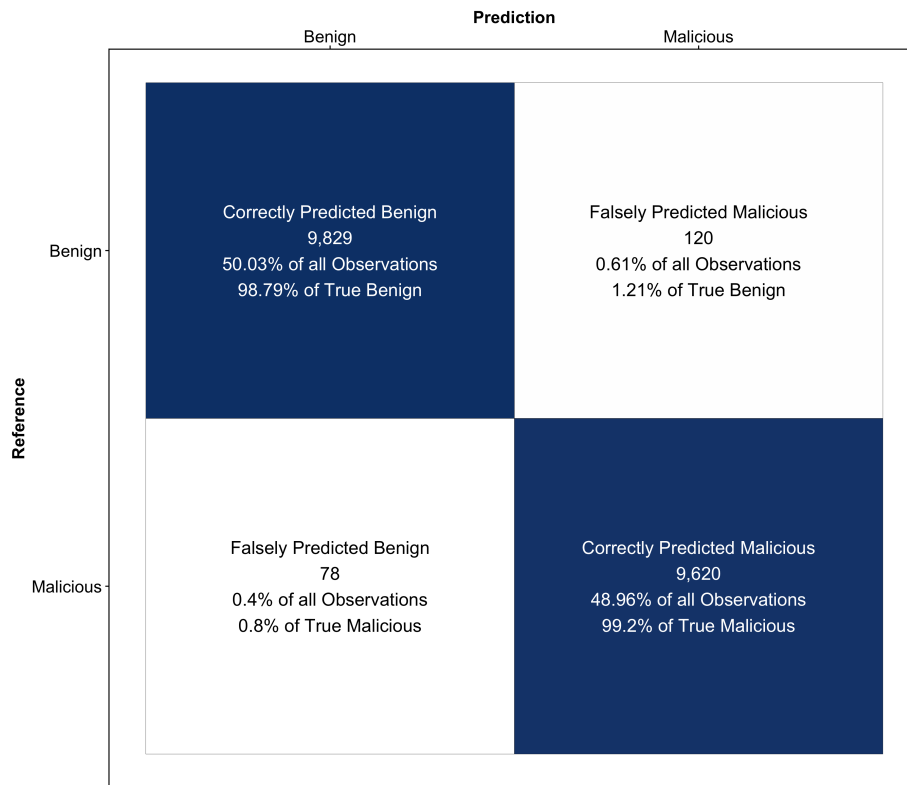 Prediction
Benign
Malicious
Reference
Benign
Correctly Predicted Benign
9,829
50.03% of all Observations
98.79% of True Benign
Falsely Predicted Malicious
120
0.61% of all Observations
1.21% of True Benign
Malicious
Falsely Predicted Benign
78
0.4% of all Observations
0.8% of True Malicious
Correctly Predicted Malicious
9,620
48.96% of all Observations
99.2% of True Malicious